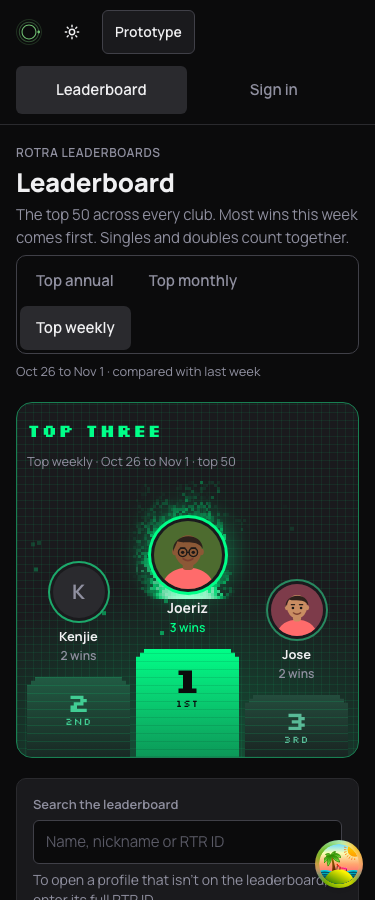 Prototype
Leaderboard
Sign in
ROTRA LEADERBOARDS
Leaderboard
The top 50 across every club. Most wins this week
comes first. Singles and doubles count together.
Top annual
Top monthly
Top weekly
Oct 26 to Nov 1 · compared with last week
TOP THREE
Top weekly · Oct 26 to Nov 1 · top 50
K
Kenjie
2 wins
Joeriz
3 wins
Jose
2 wins
2
2ND
1
1ST
3
3RD
Search the leaderboard
Name, nickname or RTR ID
To open a profile that isn't on the leaderboard,
enter its full RTR ID